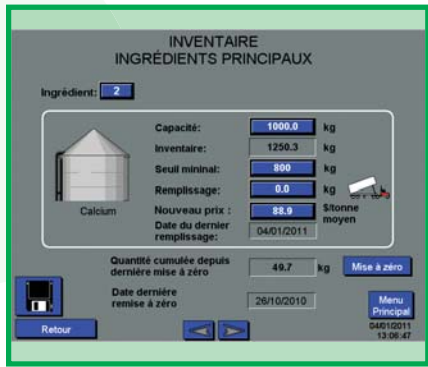 INVENTAIRE
INGRÉDIENTS PRINCIPAUX
Ingrédient: 2
Capacité: 1000.0 kg
Inventaire: 1250.3 kg
Seuil mininal: 800 kg
Remplissage: 0.0 kg
Calcium
Nouveau prix : 88.9 $/tonne
moyen
Date du dernier
remplissage: 04/01/2011
Quantité cumulée depuis
dernière mise à zéro 49.7 kg Mise à zéro
Date dernière
remise à zéro 26/10/2010
Menu
Principal
Retour
04/01/2011
13:06:47